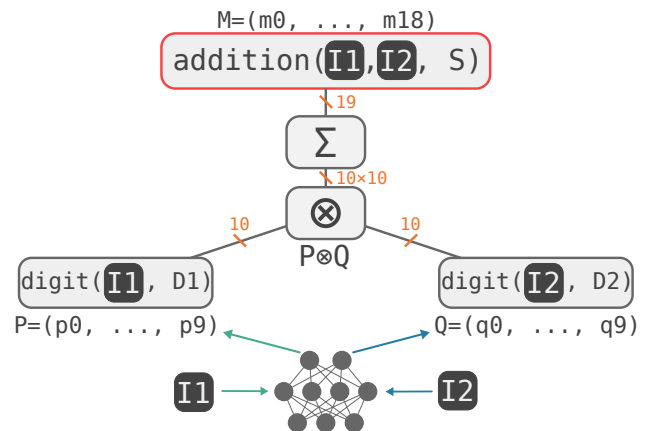 M=(m0, ..., m18)
addition(I1,I2, S)
19
Σ
10×10
⊗
10
10
P⊗Q
digit(I1, D1)
digit(I2, D2)
P=(p0, ..., p9)
Q=(q0, ..., q9)
I1
I2